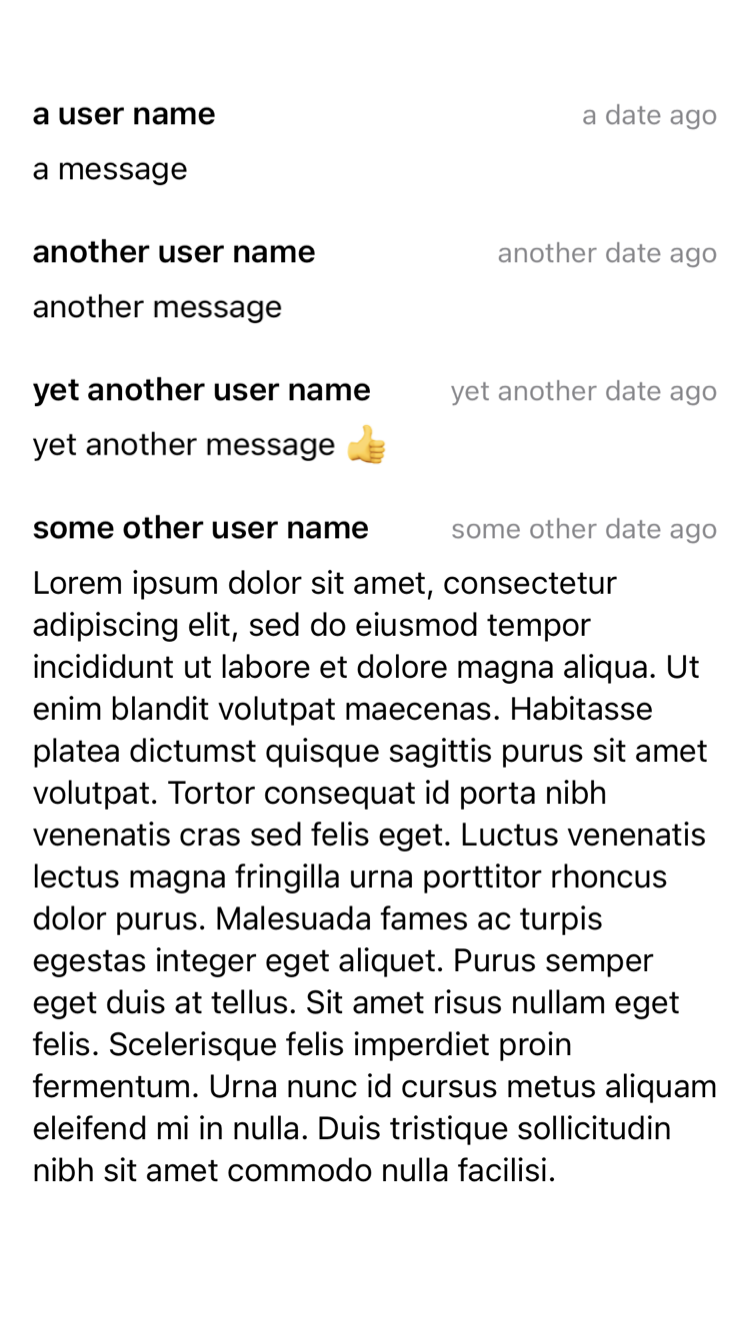 a user name a date ago
a message
another user name another date ago
another message
yet another user name yet another date ago
yet another message 👍
some other user name some other date ago
Lorem ipsum dolor sit amet, consectetur
adipiscing elit, sed do eiusmod tempor
incididunt ut labore et dolore magna aliqua. Ut
enim blandit volutpat maecenas. Habitasse
platea dictumst quisque sagittis purus sit amet
volutpat. Tortor consequat id porta nibh
venenatis cras sed felis eget. Luctus venenatis
lectus magna fringilla urna porttitor rhoncus
dolor purus. Malesuada fames ac turpis
egestas integer eget aliquet. Purus semper
eget duis at tellus. Sit amet risus nullam eget
felis. Scelerisque felis imperdiet proin
fermentum. Urna nunc id cursus metus aliquam
eleifend mi in nulla. Duis tristique sollicitudin
nibh sit amet commodo nulla facilisi.